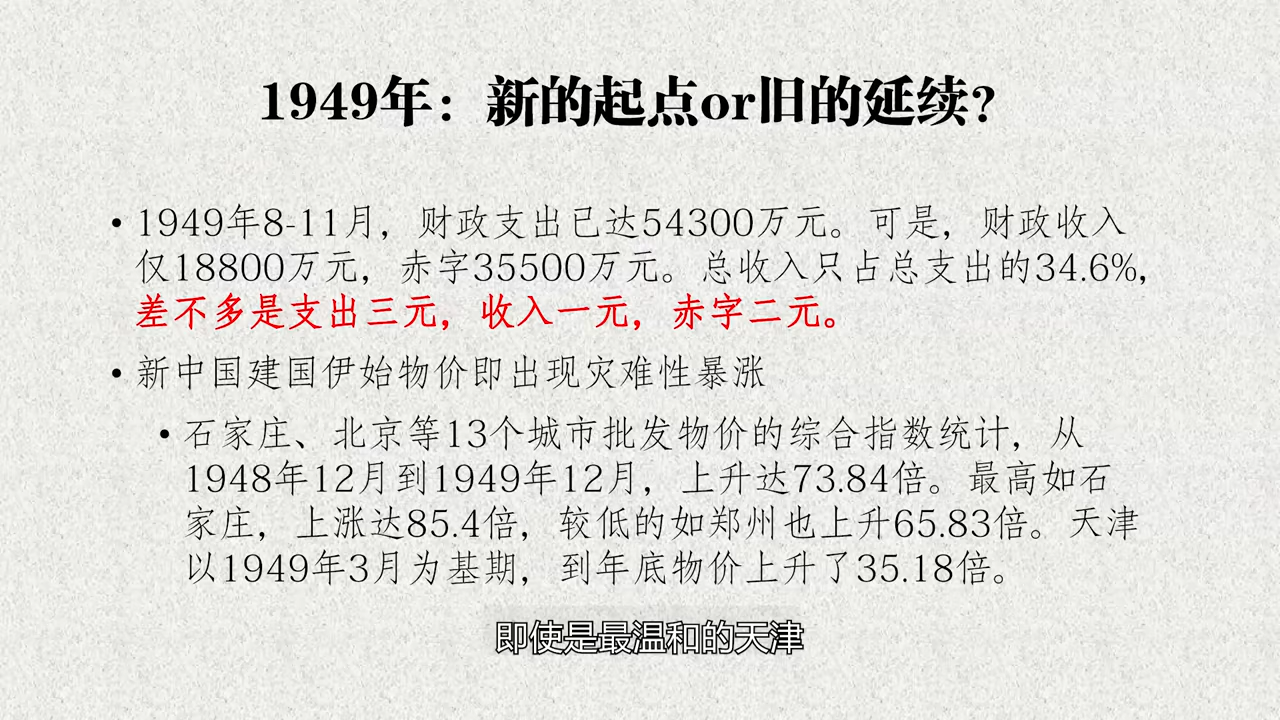 1949年：新的起点or旧的延续？
• 1949年8-11月，财政支出已达54300万元。可是，财政收入
仅18800万元，赤字35500万元。总收入只占总支出的34.6%，
差不多是支出三元，收入一元，赤字二元。
• 新中国建国伊始物价即出现灾难性暴涨
• 石家庄、北京等13个城市批发物价的综合指数统计，从
1948年12月到1949年12月，上升达73.84倍。最高如石
家庄，上涨达85.4倍，较低的如郑州也上升65.83倍。天津
以1949年3月为基期，到年底物价上升了35.18倍。
即使是最温和的天津